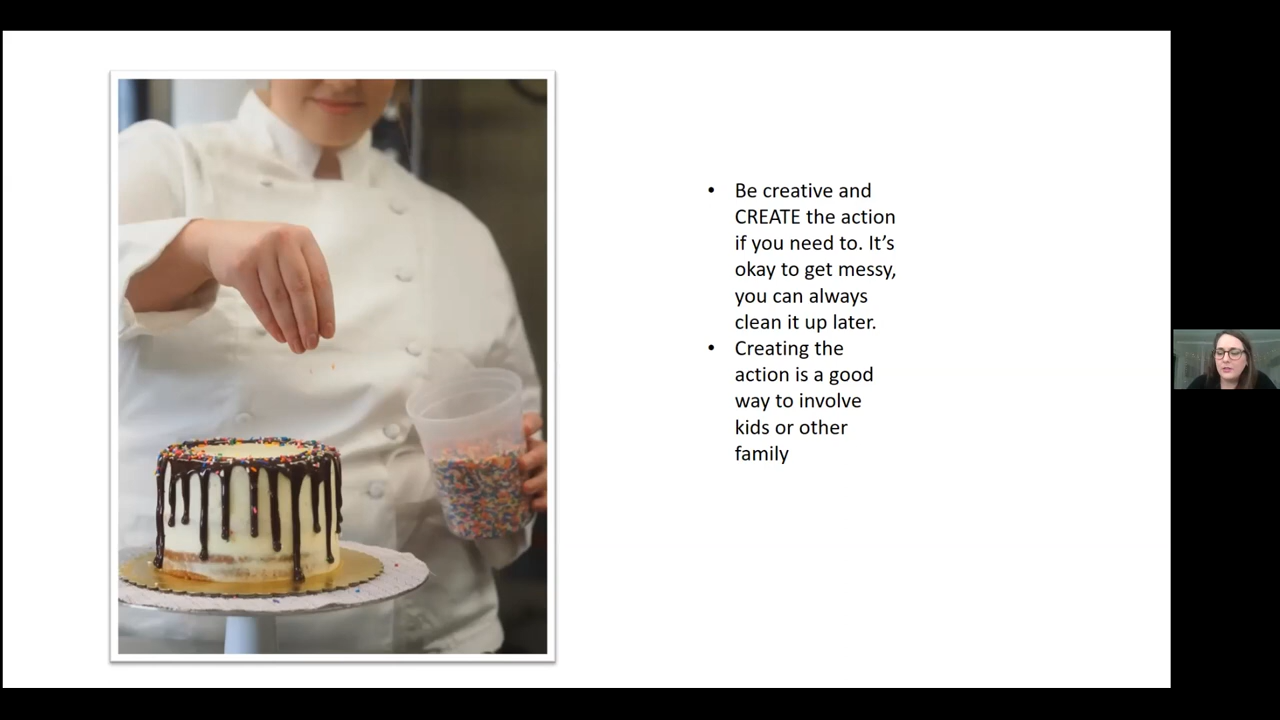 • Be creative and
CREATE the action
if you need to. It’s
okay to get messy,
you can always
clean it up later.
• Creating the
action is a good
way to involve
kids or other
family